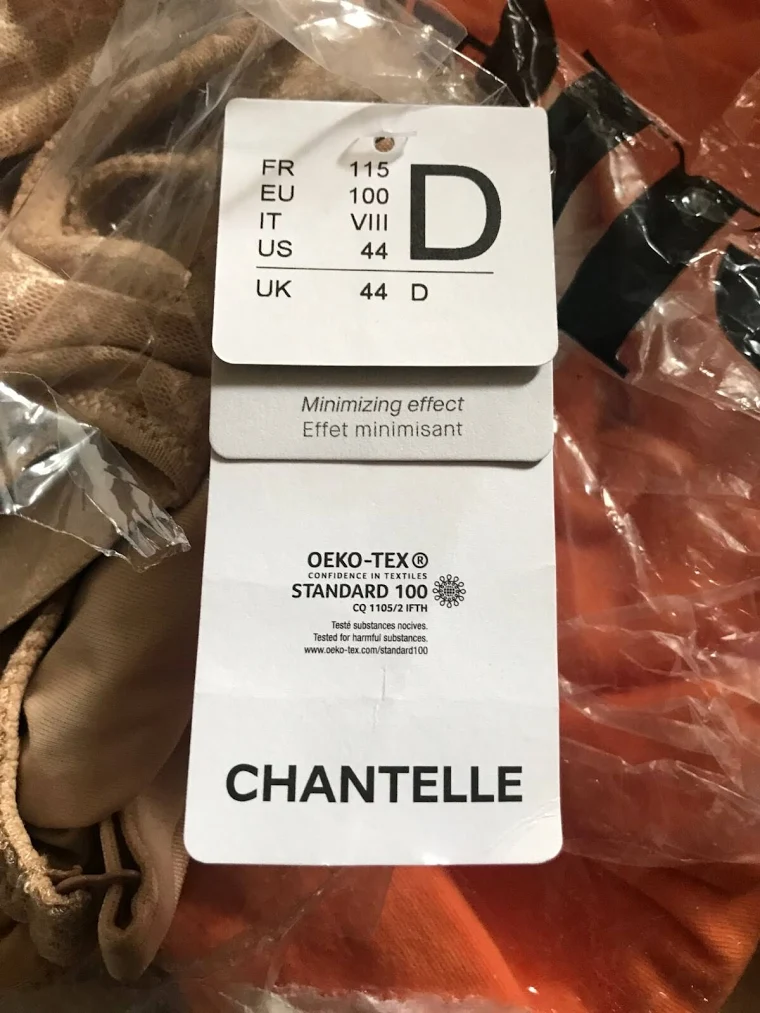 FR 115 D
EU 100
IT VIII
US 44
UK 44 D
Minimizing effect
Effet minimisant
OEKO-TEX®
CONFIDENCE IN TEXTILES
STANDARD 100
CQ 1105/2 IFTH
Testé substances nocives.
Tested for harmful substances.
www.oeko-tex.com/standard100
CHANTELLE